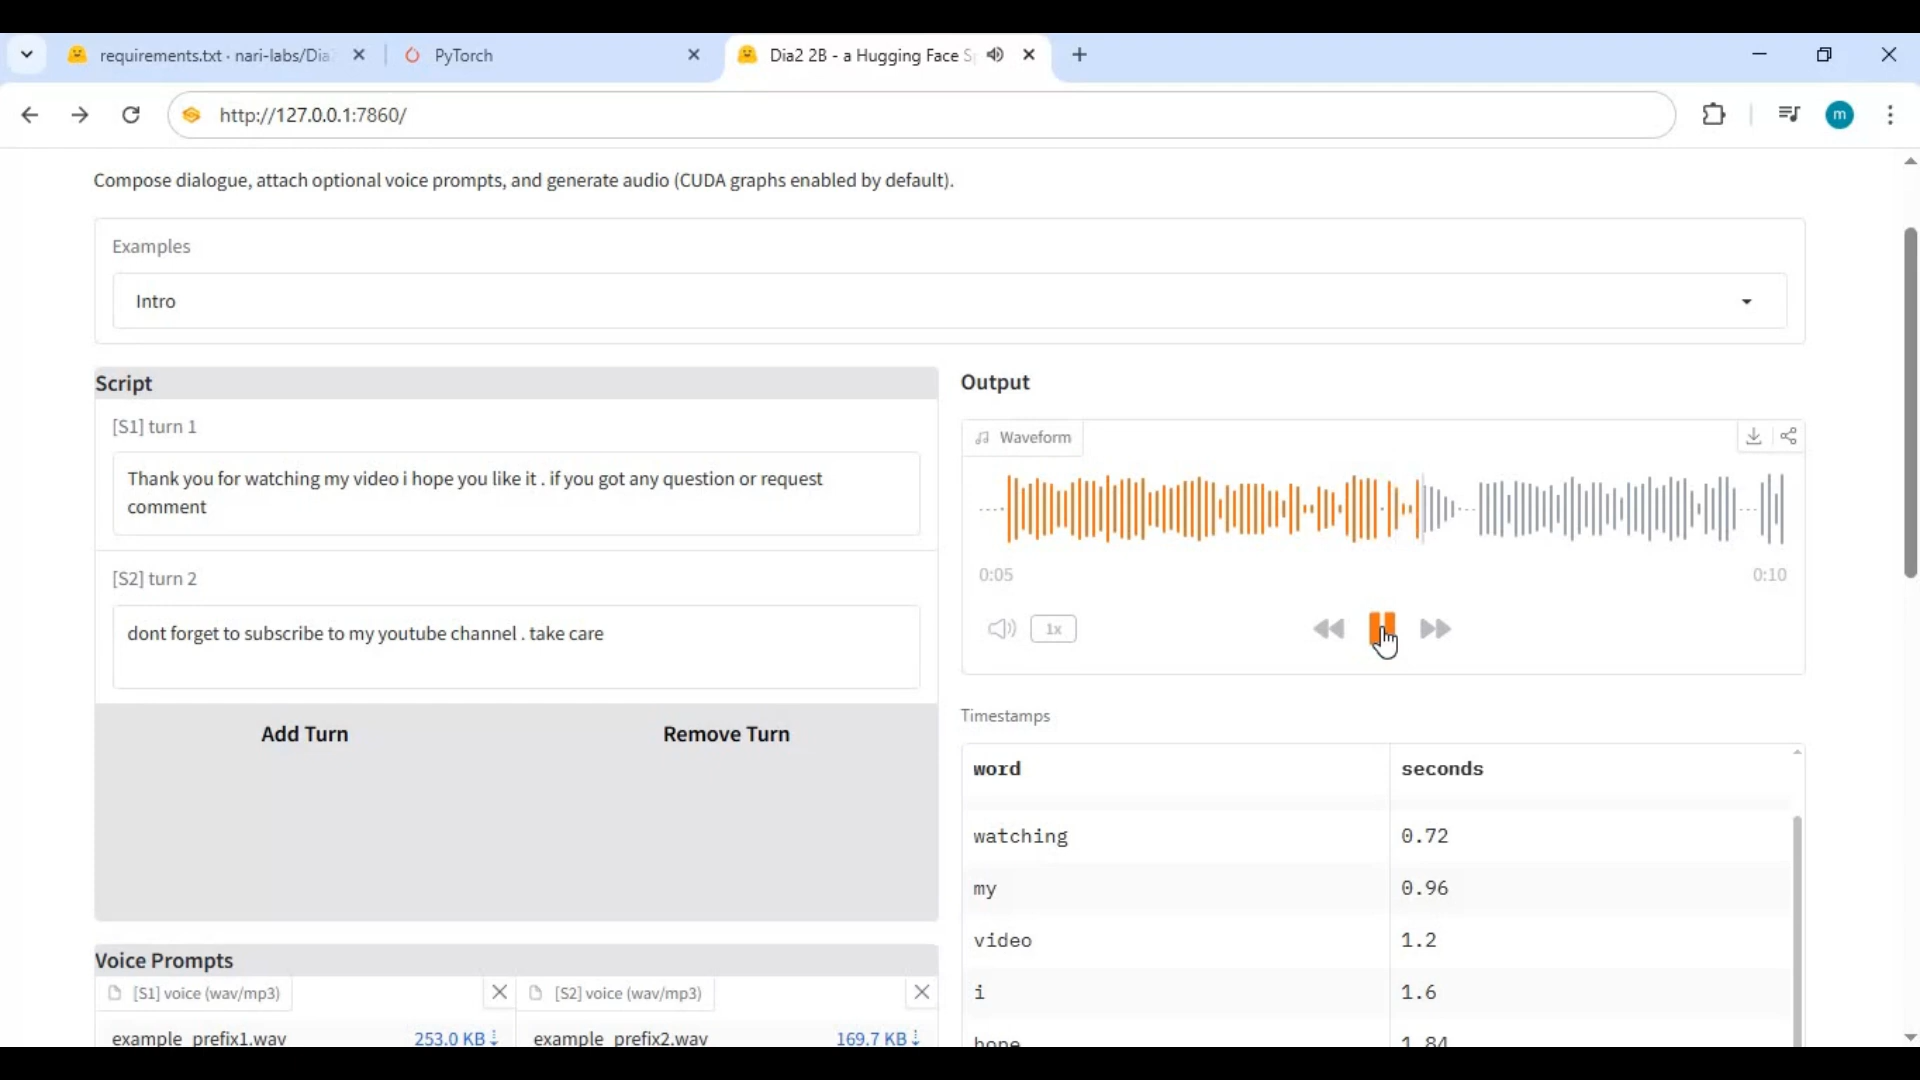 requirements.txt · nari-labs/Dia
PyTorch
Dia2 2B - a Hugging Face S
http://127.0.0.1:7860/
m
Compose dialogue, attach optional voice prompts, and generate audio (CUDA graphs enabled by default).
Examples
Intro
Script
[S1] turn 1
Thank you for watching my video i hope you like it . if you got any question or request
comment
[S2] turn 2
dont forget to subscribe to my youtube channel . take care
Add Turn
Remove Turn
Voice Prompts
[S1] voice (wav/mp3)
[S2] voice (wav/mp3)
example_prefix1.wav
253.0 KB ⇣
example_prefix2.wav
169.7 KB ⇣
Output
Waveform
0:05
0:10
1x
Timestamps
word seconds
watching 0.72
my 0.96
video 1.2
i 1.6
hope 1.84